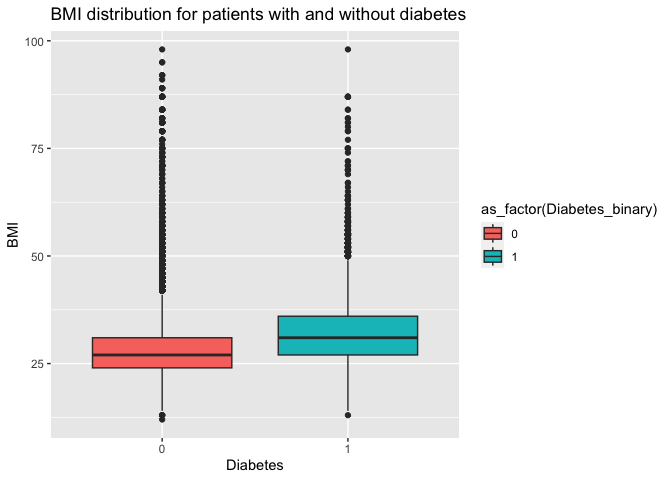 BMI distribution for patients with and without diabetes
100
75
50
25
BMI
0
1
Diabetes
as_factor(Diabetes_binary)
0
1